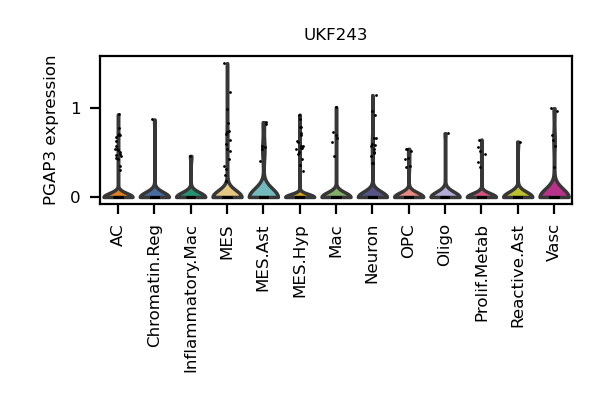 UKF243
PGAP3 expression
1
0
AC
Chromatin.Reg
Inflammatory.Mac
MES
MES.Ast
MES.Hyp
Mac
Neuron
OPC
Oligo
Prolif.Metab
Reactive.Ast
Vasc